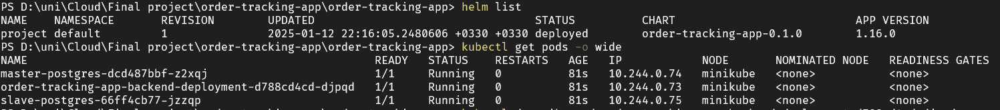 PS D:\uni\Cloud\Final project\order-tracking-app\order-tracking-app> helm list
NAME NAMESPACE REVISION UPDATED STATUS CHART APP VERSION
project default 1 2025-01-12 22:16:05.2480606 +0330 +0330 deployed order-tracking-app-0.1.0 1.16.0
PS D:\uni\Cloud\Final project\order-tracking-app\order-tracking-app> kubectl get pods -o wide
NAME READY STATUS RESTARTS AGE IP NODE NOMINATED NODE READINESS GATES
master-postgres-dcd487bbf-z2xqj 1/1 Running 0 81s 10.244.0.74 minikube <none> <none>
order-tracking-app-backend-deployment-d788cd4cd-djpqd 1/1 Running 0 81s 10.244.0.73 minikube <none> <none>
slave-postgres-66ff4cb77-jzzqp 1/1 Running 0 81s 10.244.0.75 minikube <none> <none>